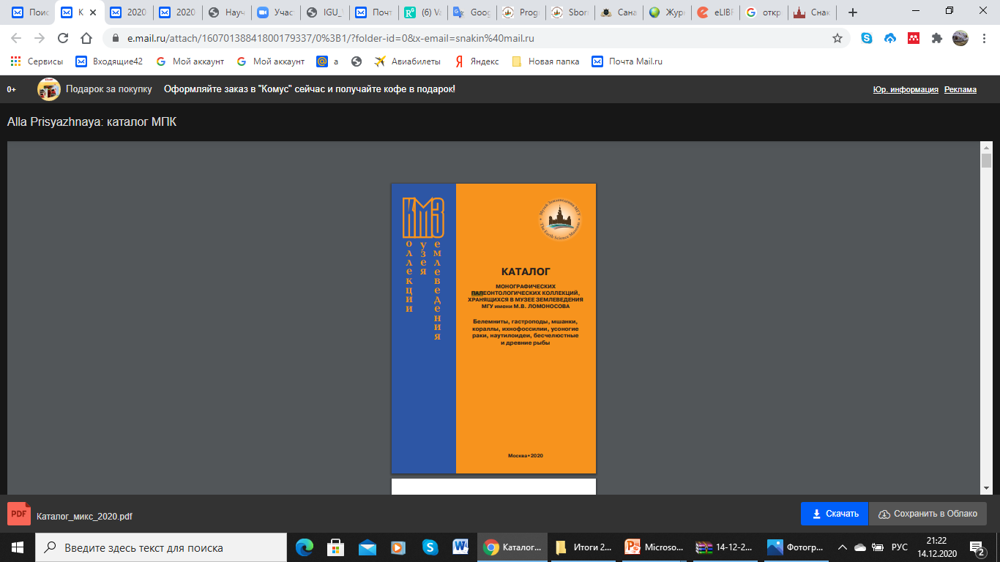 Поис
К
2020
2020
Науч
Учас
IGU_
Почт
(6) Va
Goog
Prog
Sbor
Сана
Жур
eLIBF
откр
Снак
e.mail.ru/attach/16070138841800179337/0%3B1/?folder-id=0&x-email=snakin%40mail.ru
Сервисы
Входящие42
Мой аккаунт
Мой аккаунт
а
Авиабилеты
Яндекс
Новая папка
Почта Mail.ru
0+
Подарок за покупку
Оформляйте заказ в "Комус" сейчас и получайте кофе в подарок!
Юр. информация
Реклама
Alla Prisyazhnaya: каталог МПК
КМЗ
оллекции
узея
емлеведения
Музей Землеведения МГУ
The Earth Science Museum
КАТАЛОГ
МОНОГРАФИЧЕСКИХ
ПАЛЕОНТОЛОГИЧЕСКИХ КОЛЛЕКЦИЙ,
ХРАНЯЩИХСЯ В МУЗЕЕ ЗЕМЛЕВЕДЕНИЯ
МГУ имени М.В. ЛОМОНОСОВА
Белемниты, гастроподы, мшанки,
кораллы, ихнофоссилии, усоногие
раки, наутилоидеи, бесчелюстные
и древние рыбы
Москва•2020
PDF
Каталог_микс_2020.pdf
Скачать
Сохранить в Облако
Введите здесь текст для поиска
Каталог...
Итоги 2...
Microso...
14-12-2...
Фотогр...
РУС
21:22
14.12.2020
2